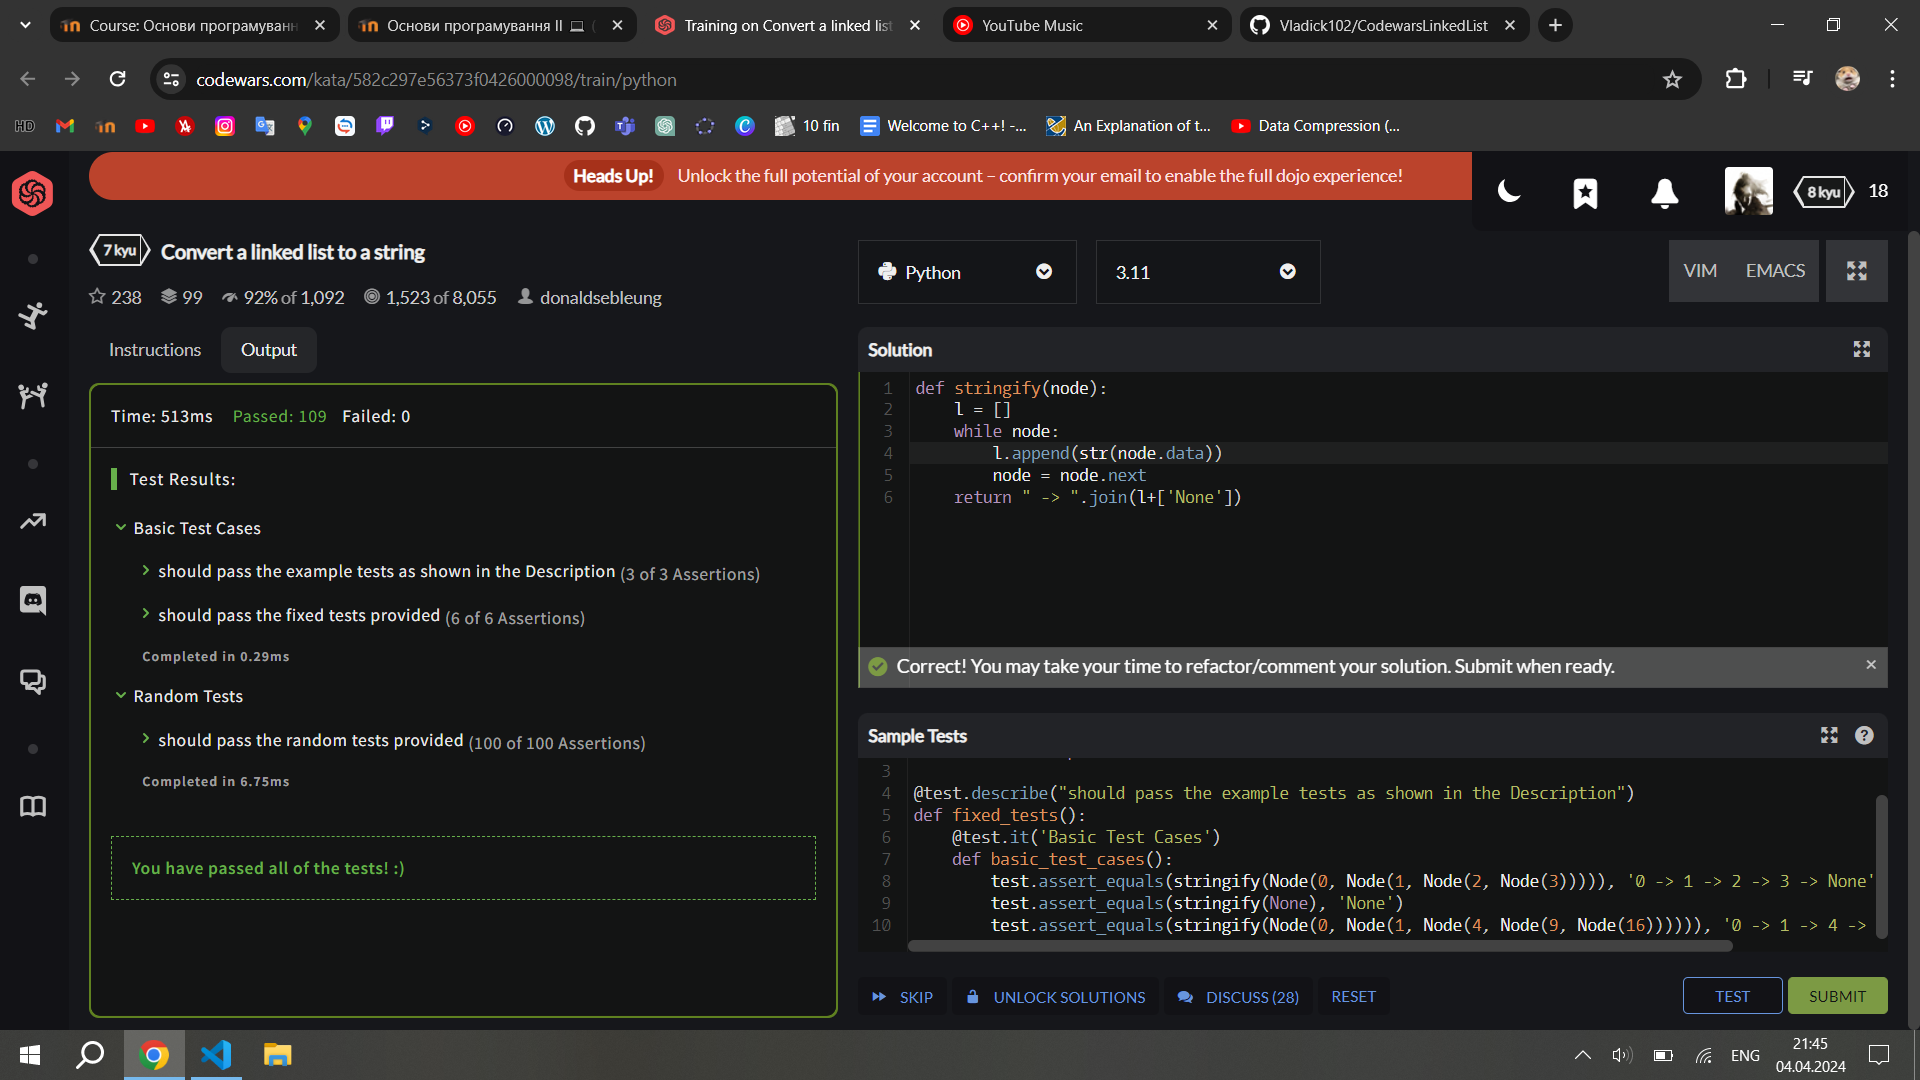 Course: Основи програмуванн
Основи програмування II 💻 (
Training on Convert a linked list
YouTube Music
Vladick102/CodewarsLinkedList
codewars.com/kata/582c297e56373f0426000098/train/python
HD
10 fin
Welcome to C++! -...
An Explanation of t...
Data Compression (...
Heads Up! Unlock the full potential of your account – confirm your email to enable the full dojo experience!
8 kyu 18
7 kyu Convert a linked list to a string
238 99 92% of 1,092 1,523 of 8,055 donaldsebleung
Python
3.11
VIM EMACS
Instructions
Output
Time: 513ms Passed: 109 Failed: 0
Test Results:
Basic Test Cases
should pass the example tests as shown in the Description (3 of 3 Assertions)
should pass the fixed tests provided (6 of 6 Assertions)
Completed in 0.29ms
Random Tests
should pass the random tests provided (100 of 100 Assertions)
Completed in 6.75ms
You have passed all of the tests! :)
Solution
1 def stringify(node):
2 l = []
3 while node:
4 l.append(str(node.data))
5 node = node.next
6 return " -> ".join(l+['None'])
Correct! You may take your time to refactor/comment your solution. Submit when ready.
Sample Tests
3
4 @test.describe("should pass the example tests as shown in the Description")
5 def fixed_tests():
6 @test.it('Basic Test Cases')
7 def basic_test_cases():
8 test.assert_equals(stringify(Node(0, Node(1, Node(2, Node(3))))), '0 -> 1 -> 2 -> 3 -> None'
9 test.assert_equals(stringify(None), 'None')
10 test.assert_equals(stringify(Node(0, Node(1, Node(4, Node(9, Node(16)))))), '0 -> 1 -> 4 ->
SKIP
UNLOCK SOLUTIONS
DISCUSS (28)
RESET
TEST
SUBMIT
ENG
21:45
04.04.2024